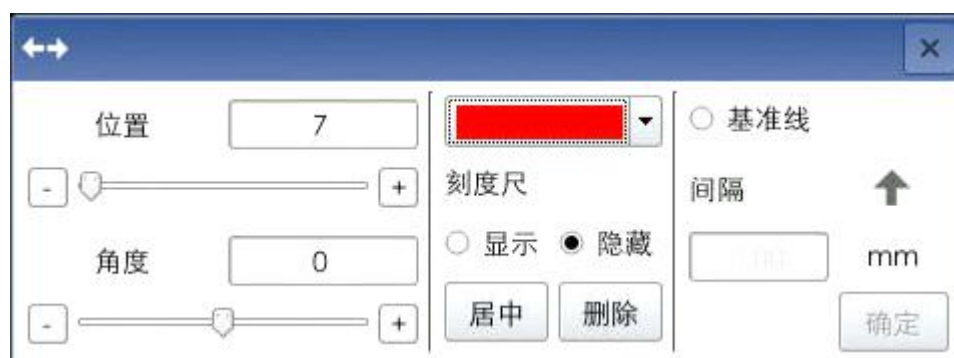 位置 7
- +
角度 0
- +
刻度尺
显示 隐藏
居中 删除
基准线
间隔
mm
确定